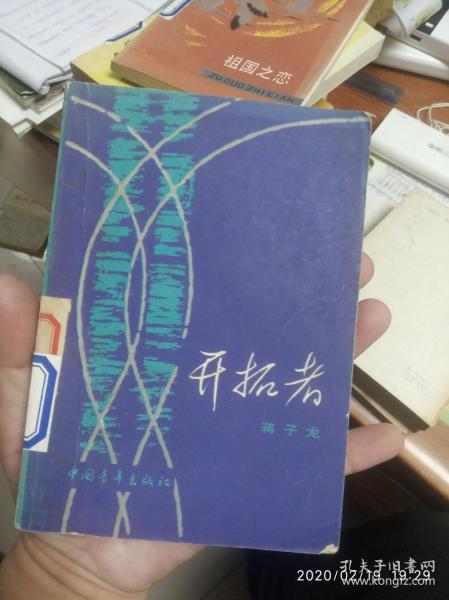 祖国之恋
ZU GUO ZHI LIAN
开拓者
蒋子龙
中国青年出版社
孔夫子旧书网
2020/02/19 19:29